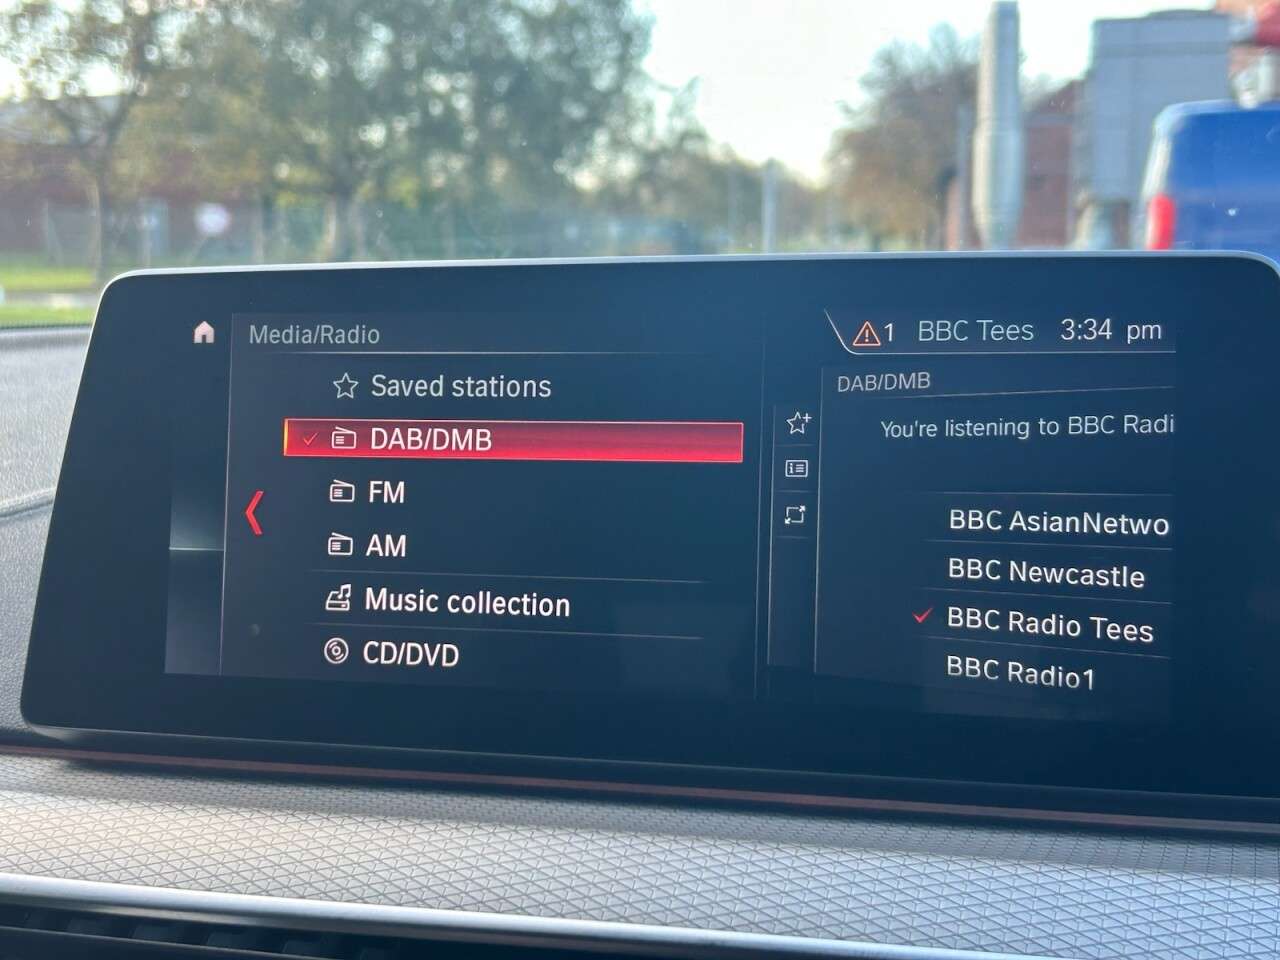 Media/Radio
Saved stations
DAB/DMB
FM
AM
Music collection
CD/DVD
1 BBC Tees 3:34 pm
DAB/DMB
You're listening to BBC Radi
BBC AsianNetwo
BBC Newcastle
BBC Radio Tees
BBC Radio1